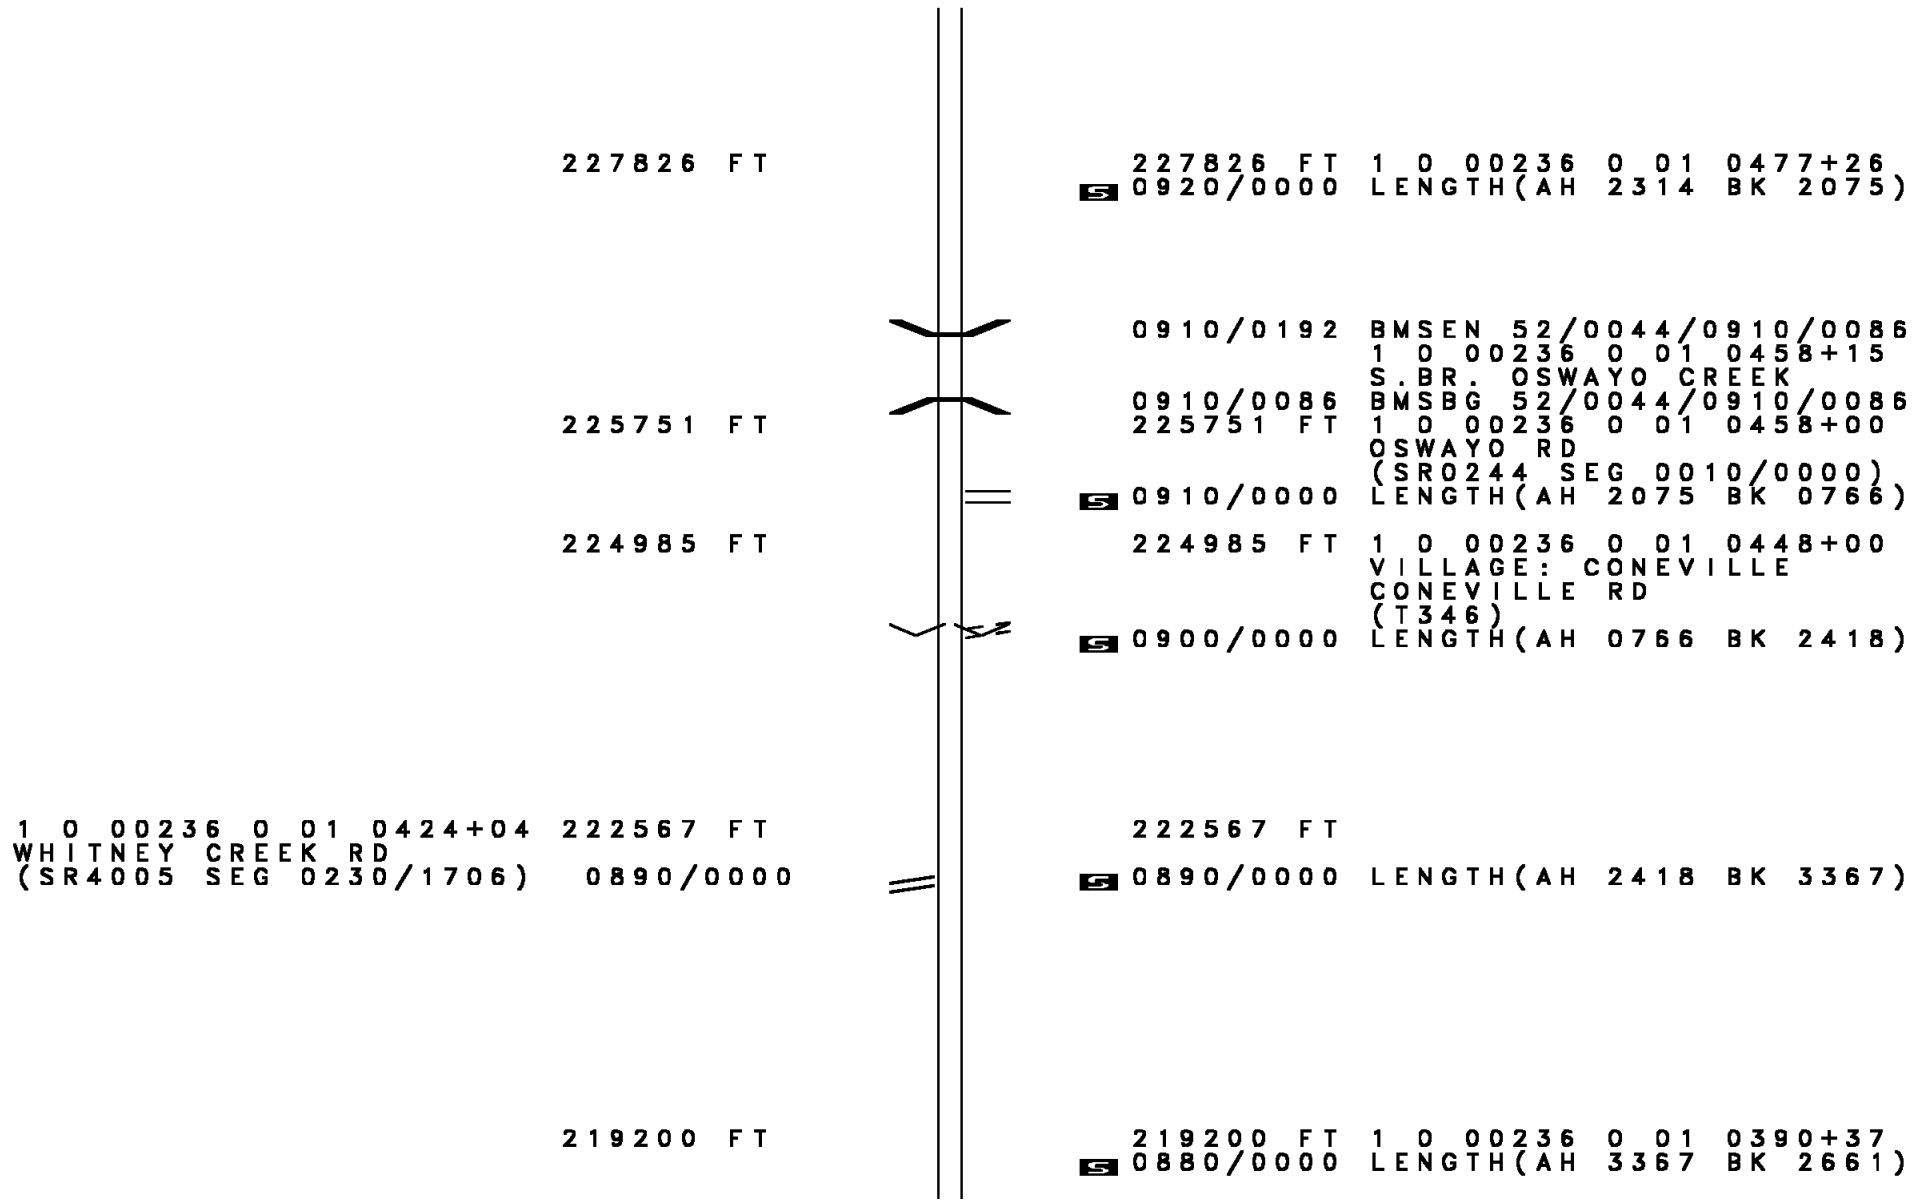 227826 FT 227826 FT 1 0 00236 0 01 0477+26
S 0920/0000 LENGTH(AH 2314 BK 2075)
0910/0192 BMSEN 52/0044/0910/0086
1 0 00236 0 01 0458+15
S.BR. OSWAYO CREEK
0910/0086 BMSBG 52/0044/0910/0086
225751 FT 225751 FT 1 0 00236 0 01 0458+00
OSWAYO RD
(SR0244 SEG 0010/0000)
S 0910/0000 LENGTH(AH 2075 BK 0766)
224985 FT 224985 FT 1 0 00236 0 01 0448+00
VILLAGE: CONEVILLE
CONEVILLE RD
(T346)
S 0900/0000 LENGTH(AH 0766 BK 2418)
1 0 00236 0 01 0424+04 222567 FT 222567 FT
WHITNEY CREEK RD
(SR4005 SEG 0230/1706) 0890/0000 S 0890/0000 LENGTH(AH 2418 BK 3367)
219200 FT 219200 FT 1 0 00236 0 01 0390+37
S 0880/0000 LENGTH(AH 3367 BK 2661)